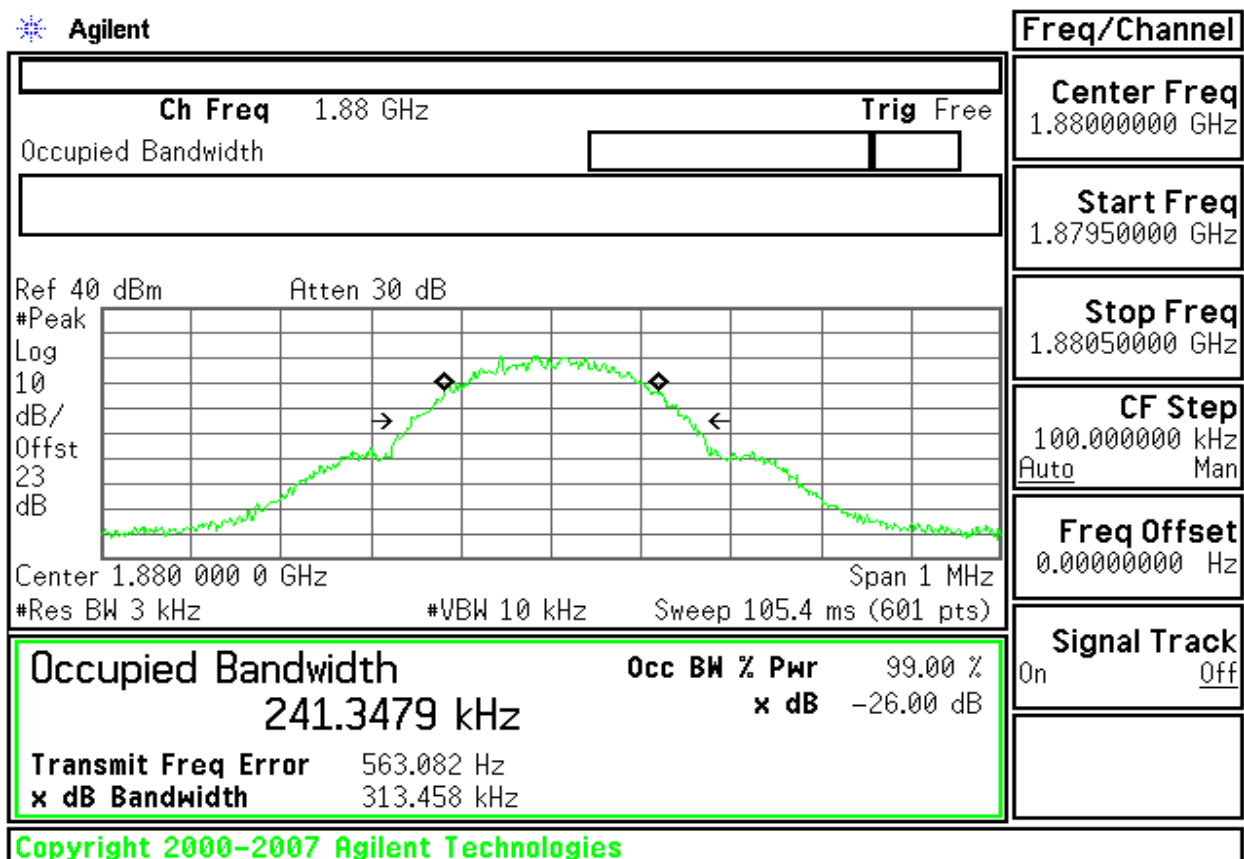 Agilent
Freq/Channel
Ch Freq 1.88 GHz Trig Free
Occupied Bandwidth
Center Freq
1.88000000 GHz
Start Freq
1.87950000 GHz
Stop Freq
1.88050000 GHz
CF Step
100.000000 kHz
Auto Man
Freq Offset
0.00000000 Hz
Signal Track
On Off
Ref 40 dBm Atten 30 dB
#Peak
Log
10
dB/
Offst
23
dB
Center 1.880 000 0 GHz Span 1 MHz
#Res BW 3 kHz #VBW 10 kHz Sweep 105.4 ms (601 pts)
Occupied Bandwidth
241.3479 kHz
Occ BW % Pwr 99.00 %
x dB -26.00 dB
Transmit Freq Error 563.082 Hz
x dB Bandwidth 313.458 kHz
Copyright 2000-2007 Agilent Technologies